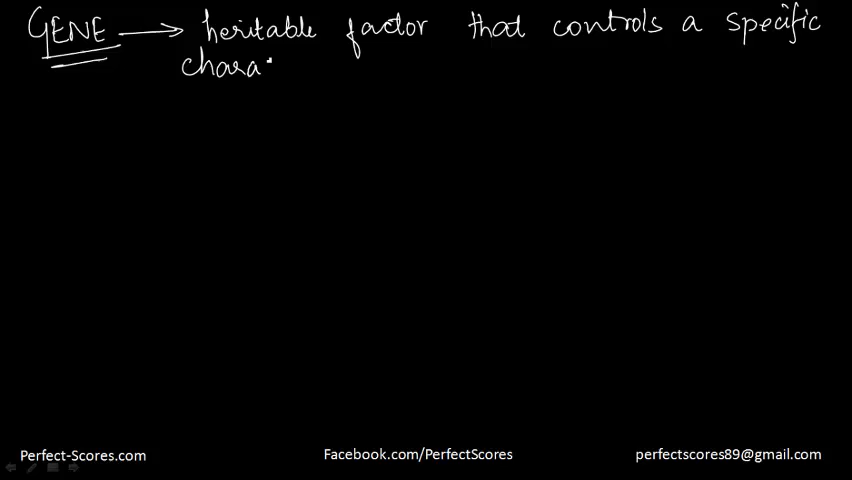 GENE → heritable factor that controls a specific
chara
Perfect-Scores.com Facebook.com/PerfectScores perfectscores89@gmail.com